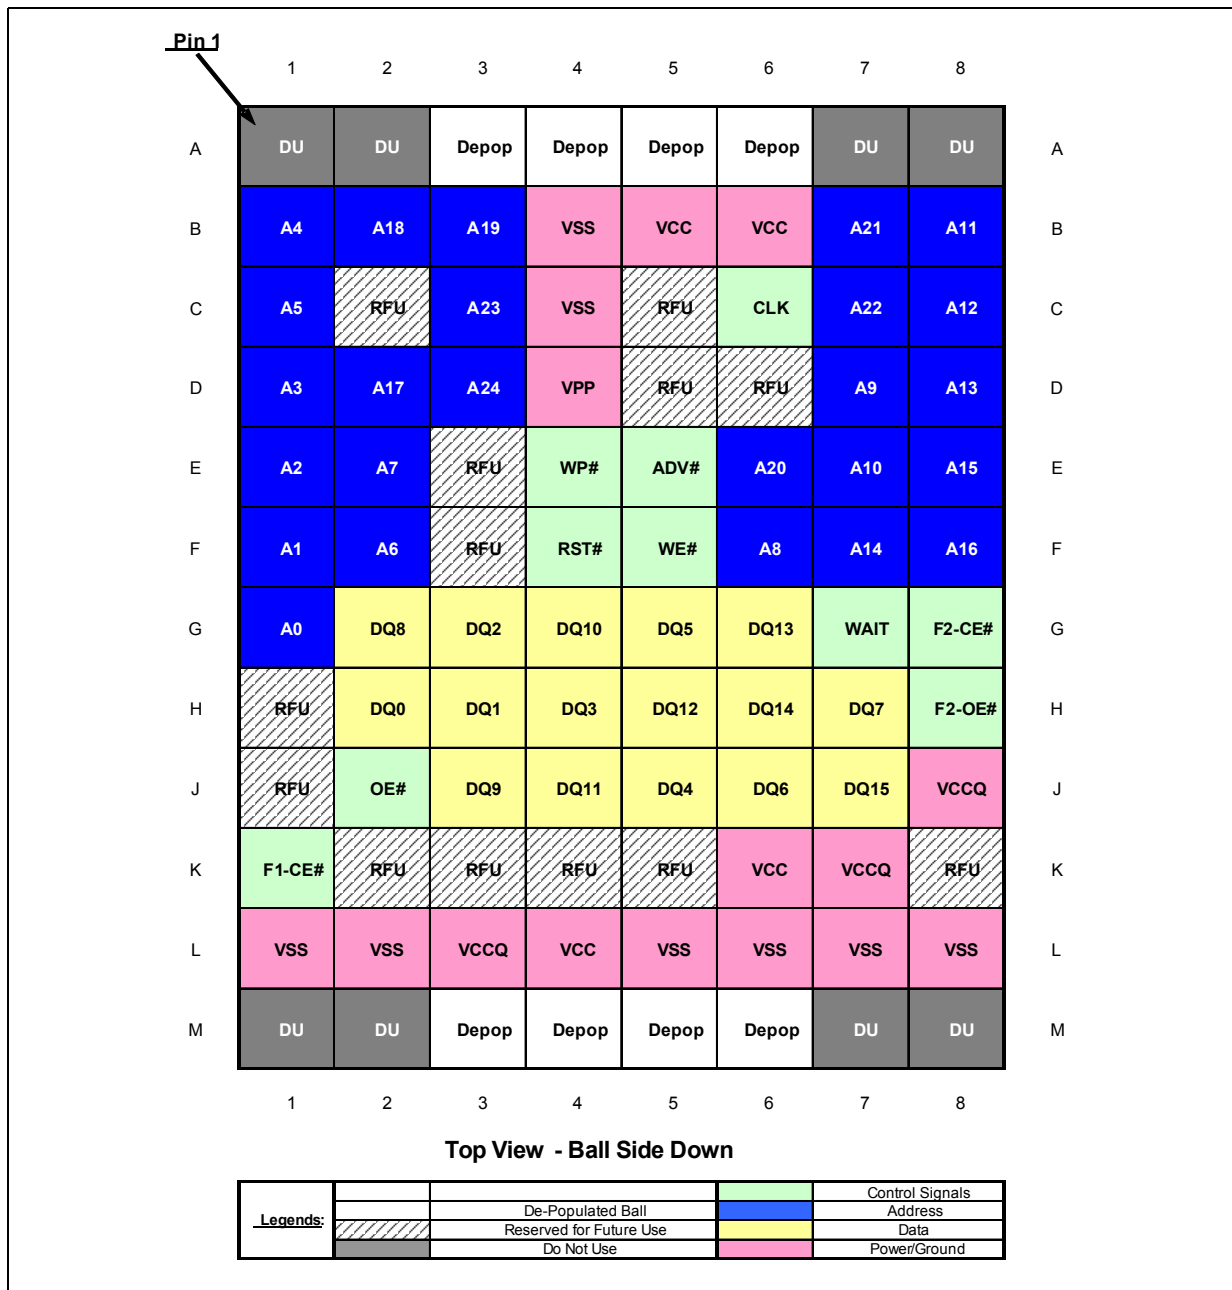 Pin 1
1 2 3 4 5 6 7 8
A DU DU Depop Depop Depop Depop DU DU A
B A4 A18 A19 VSS VCC VCC A21 A11 B
C A5 RFU A23 VSS RFU CLK A22 A12 C
D A3 A17 A24 VPP RFU RFU A9 A13 D
E A2 A7 RFU WP# ADV# A20 A10 A15 E
F A1 A6 RFU RST# WE# A8 A14 A16 F
G A0 DQ8 DQ2 DQ10 DQ5 DQ13 WAIT F2-CE# G
H RFU DQ0 DQ1 DQ3 DQ12 DQ14 DQ7 F2-OE# H
J RFU OE# DQ9 DQ11 DQ4 DQ6 DQ15 VCCQ J
K F1-CE# RFU RFU RFU RFU VCC VCCQ RFU K
L VSS VSS VCCQ VCC VSS VSS VSS VSS L
M DU DU Depop Depop Depop Depop DU DU M
1 2 3 4 5 6 7 8
Top View - Ball Side Down
Legends:
Control Signals
De-Populated Ball Address
Reserved for Future Use Data
Do Not Use Power/Ground